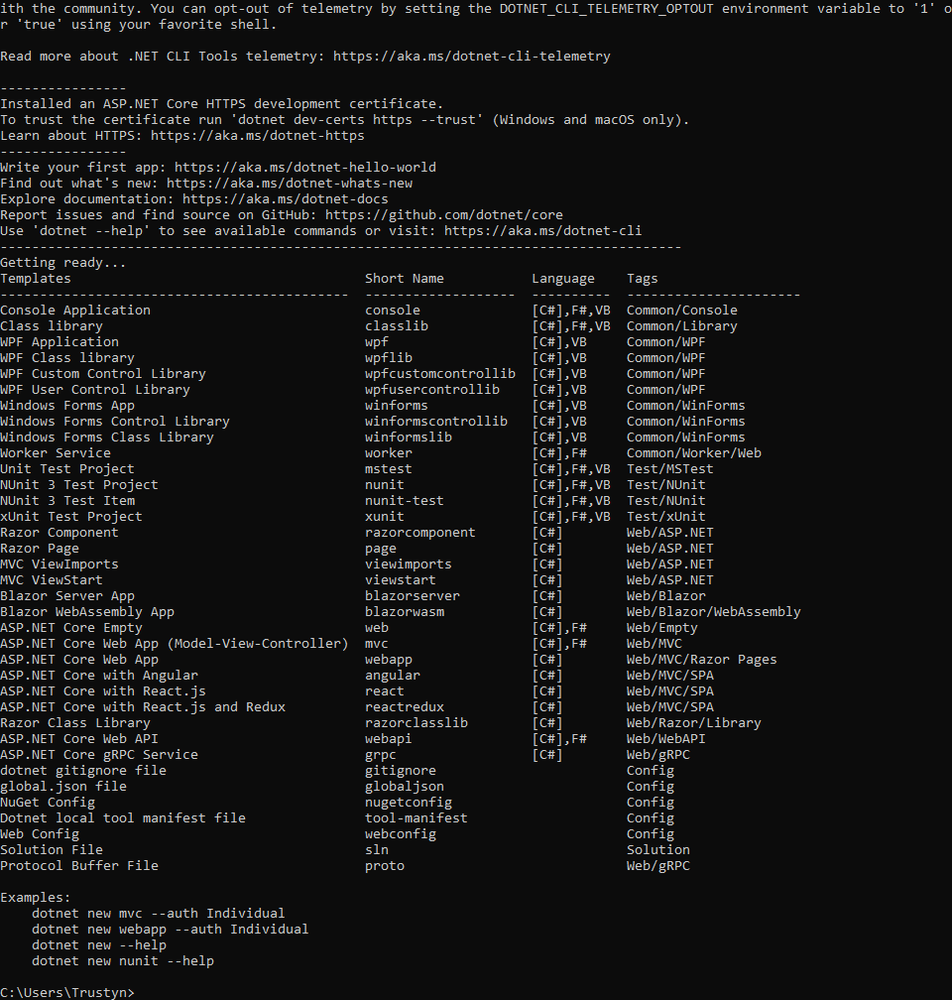 ith the community. You can opt-out of telemetry by setting the DOTNET_CLI_TELEMETRY_OPTOUT environment variable to '1' o
r 'true' using your favorite shell.

Read more about .NET CLI Tools telemetry: https://aka.ms/dotnet-cli-telemetry

----------------
Installed an ASP.NET Core HTTPS development certificate.
To trust the certificate run 'dotnet dev-certs https --trust' (Windows and macOS only).
Learn about HTTPS: https://aka.ms/dotnet-https
----------------
Write your first app: https://aka.ms/dotnet-hello-world
Find out what's new: https://aka.ms/dotnet-whats-new
Explore documentation: https://aka.ms/dotnet-docs
Report issues and find source on GitHub: https://github.com/dotnet/core
Use 'dotnet --help' to see available commands or visit: https://aka.ms/dotnet-cli
--------------------------------------------------------------------------------------
Getting ready...
Templates                                     Short Name           Language    Tags
--------------------------------------------  -------------------  ----------  ----------------------
Console Application                           console              [C#],F#,VB  Common/Console
Class library                                 classlib             [C#],F#,VB  Common/Library
WPF Application                               wpf                  [C#],VB     Common/WPF
WPF Class library                             wpflib               [C#],VB     Common/WPF
WPF Custom Control Library                    wpfcustomcontrollib  [C#],VB     Common/WPF
WPF User Control Library                      wpfusercontrollib    [C#],VB     Common/WPF
Windows Forms App                             winforms             [C#],VB     Common/WinForms
Windows Forms Control Library                 winformscontrollib   [C#],VB     Common/WinForms
Windows Forms Class Library                   winformslib          [C#],VB     Common/WinForms
Worker Service                                worker               [C#],F#     Common/Worker/Web
Unit Test Project                             mstest               [C#],F#,VB  Test/MSTest
NUnit 3 Test Project                          nunit                [C#],F#,VB  Test/NUnit
NUnit 3 Test Item                             nunit-test           [C#],F#,VB  Test/NUnit
xUnit Test Project                            xunit                [C#],F#,VB  Test/xUnit
Razor Component                               razorcomponent       [C#]        Web/ASP.NET
Razor Page                                    page                 [C#]        Web/ASP.NET
MVC ViewImports                               viewimports          [C#]        Web/ASP.NET
MVC ViewStart                                 viewstart            [C#]        Web/ASP.NET
Blazor Server App                             blazorserver         [C#]        Web/Blazor
Blazor WebAssembly App                        blazorwasm           [C#]        Web/Blazor/WebAssembly
ASP.NET Core Empty                            web                  [C#],F#     Web/Empty
ASP.NET Core Web App (Model-View-Controller)  mvc                  [C#],F#     Web/MVC
ASP.NET Core Web App                          webapp               [C#]        Web/MVC/Razor Pages
ASP.NET Core with Angular                     angular              [C#]        Web/MVC/SPA
ASP.NET Core with React.js                    react                [C#]        Web/MVC/SPA
ASP.NET Core with React.js and Redux          reactredux           [C#]        Web/MVC/SPA
Razor Class Library                           razorclasslib        [C#]        Web/Razor/Library
ASP.NET Core Web API                          webapi               [C#],F#     Web/WebAPI
ASP.NET Core gRPC Service                     grpc                 [C#]        Web/gRPC
dotnet gitignore file                         gitignore                        Config
global.json file                              globaljson                       Config
NuGet Config                                  nugetconfig                      Config
Dotnet local tool manifest file               tool-manifest                    Config
Web Config                                    webconfig                        Config
Solution File                                 sln                              Solution
Protocol Buffer File                          proto                            Web/gRPC

Examples:
    dotnet new mvc --auth Individual
    dotnet new webapp --auth Individual
    dotnet new --help
    dotnet new nunit --help

C:\Users\Trustyn>